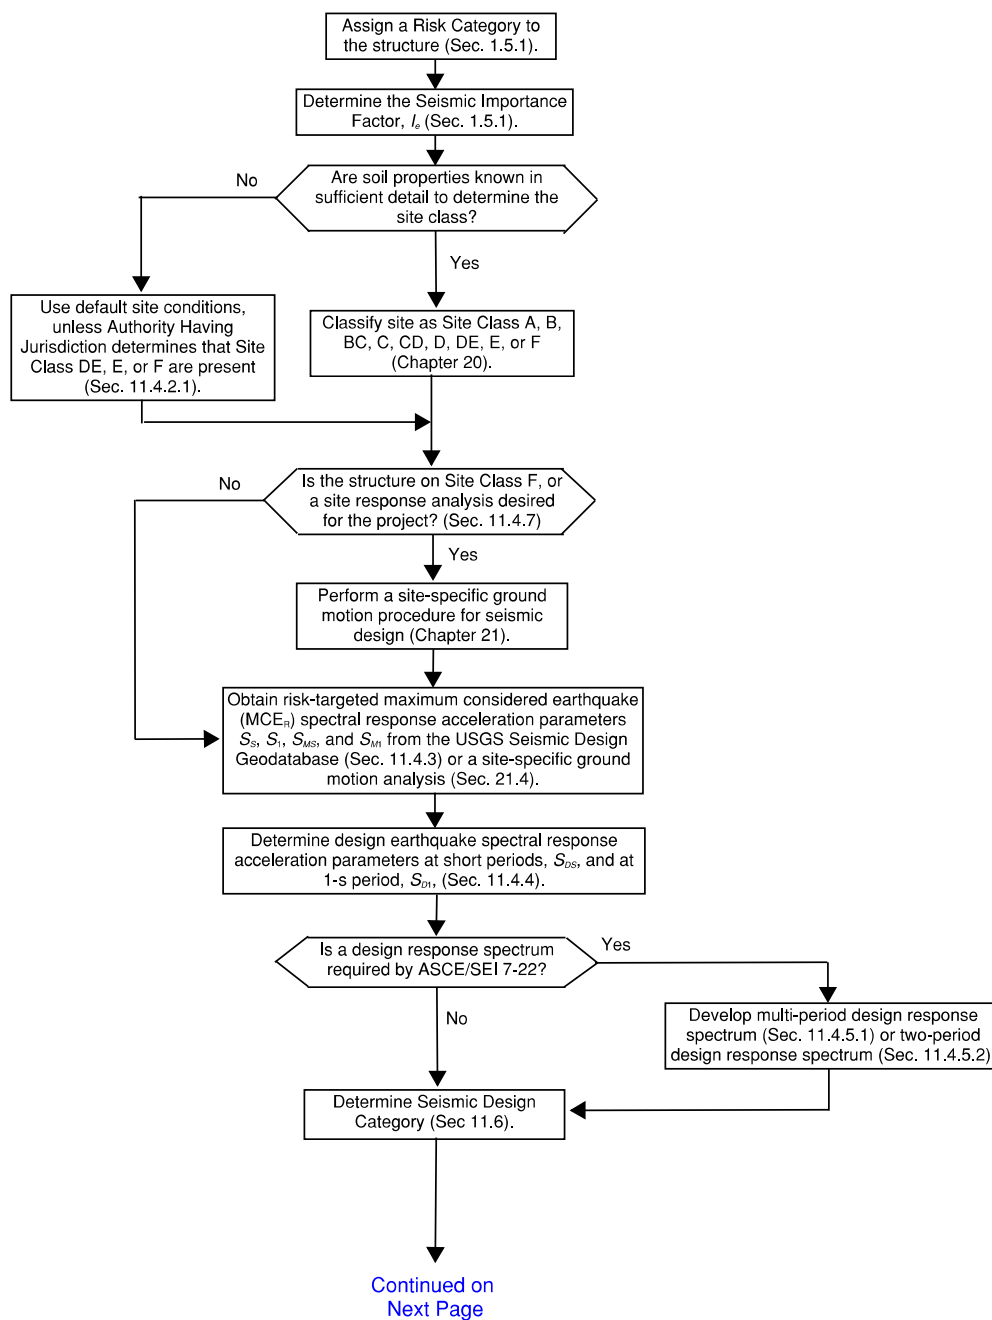 Assign a Risk Category to
the structure (Sec. 1.5.1).
Determine the Seismic Importance
Factor, Ie (Sec. 1.5.1).
Are soil properties known in
sufficient detail to determine the
site class?
No
Yes
Use default site conditions,
unless Authority Having
Jurisdiction determines that Site
Class DE, E, or F are present
(Sec. 11.4.2.1).
Classify site as Site Class A, B,
BC, C, CD, D, DE, E, or F
(Chapter 20).
Is the structure on Site Class F, or
a site response analysis desired
for the project? (Sec. 11.4.7)
No
Yes
Perform a site-specific ground
motion procedure for seismic
design (Chapter 21).
Obtain risk-targeted maximum considered earthquake
(MCER) spectral response acceleration parameters
SS, S1, SMS, and SM1 from the USGS Seismic Design
Geodatabase (Sec. 11.4.3) or a site-specific ground
motion analysis (Sec. 21.4).
Determine design earthquake spectral response
acceleration parameters at short periods, SDS, and at
1-s period, SD1, (Sec. 11.4.4).
Is a design response spectrum
required by ASCE/SEI 7-22?
Yes
No
Develop multi-period design response
spectrum (Sec. 11.4.5.1) or two-period
design response spectrum (Sec. 11.4.5.2)
Determine Seismic Design
Category (Sec 11.6).
Continued on
Next Page